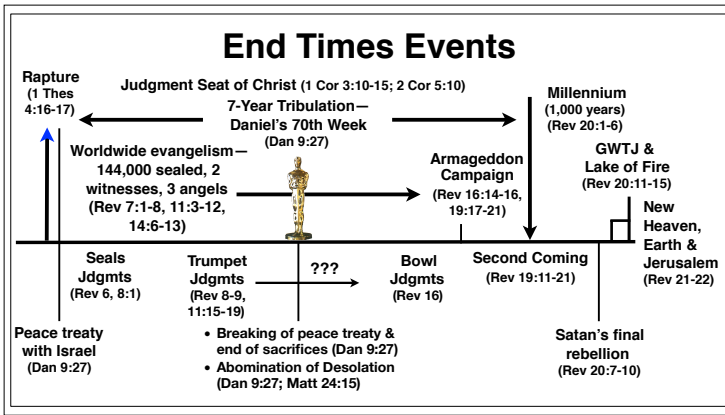 End Times Events
Rapture
(1 Thes
4:16-17)
Judgment Seat of Christ (1 Cor 3:10-15; 2 Cor 5:10)
7-Year Tribulation—
Daniel's 70th Week
(Dan 9:27)
Millennium
(1,000 years)
(Rev 20:1-6)
Worldwide evangelism—
144,000 sealed, 2
witnesses, 3 angels
(Rev 7:1-8, 11:3-12,
14:6-13)
Armageddon
Campaign
(Rev 16:14-16,
19:17-21)
GWTJ &
Lake of Fire
(Rev 20:11-15)
New
Heaven,
Earth &
Jerusalem
(Rev 21-22)
Seals
Jdgmts
(Rev 6, 8:1)
Trumpet
Jdgmts
(Rev 8-9,
11:15-19)
???
Bowl
Jdgmts
(Rev 16)
Second Coming
(Rev 19:11-21)
Peace treaty
with Israel
(Dan 9:27)
• Breaking of peace treaty &
end of sacrifices (Dan 9:27)
• Abomination of Desolation
(Dan 9:27; Matt 24:15)
Satan's final
rebellion
(Rev 20:7-10)